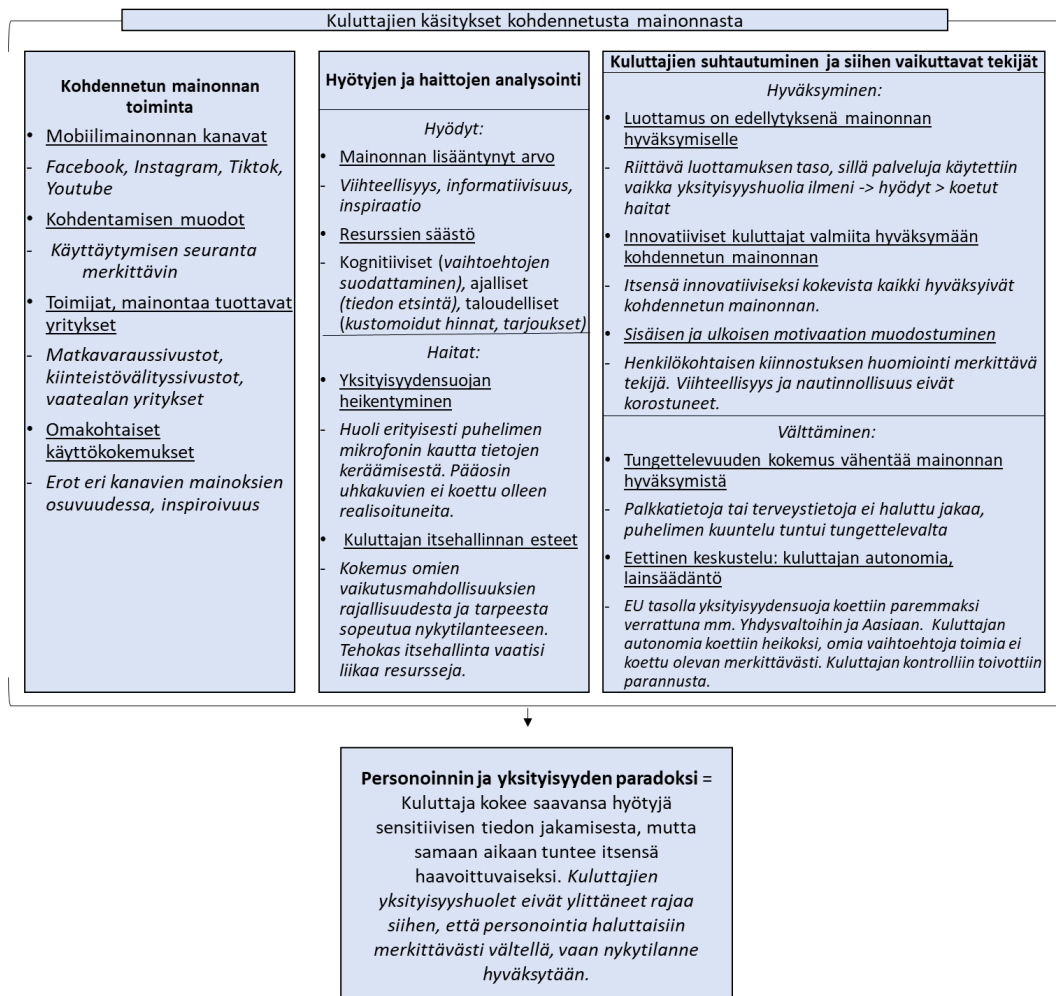 Kuluttajien käsitykset kohdennetusta mainonnasta
Kohdennetun mainonnan
toiminta
• Mobiilimainonnan kanavat
- Facebook, Instagram, Tiktok,
Youtube
• Kohdentamisen muodot
- Käyttäytymisen seuranta
merkittävin
• Toimijat, mainontaa tuottavat
yritykset
- Matkavaraussivustot,
kiinteistövälityssivustot,
vaatealan yritykset
• Omakohtaiset
käyttökokemukset
- Erot eri kanavien mainoksien
osuvuudessa, inspiroivuus
Hyötyjen ja haittojen analysointi
Hyödyt:
• Mainonnan lisääntynyt arvo
- Viihteellisyys, informatiivisuus,
inspiraatio
• Resurssien säästö
- Kognitiiviset (vaihtoehtojen
suodattaminen), ajalliset
(tiedon etsintä), taloudelliset
(kustomoidut hinnat, tarjoukset)
Haitat:
• Yksityisyydensuojan
heikentyminen
- Huoli erityisesti puhelimen
mikrofonin kautta tietojen
keräämisestä. Pääosin
uhkakuvien ei koettu olleen
realisoituneita.
• Kuluttajan itsehallinnan esteet
- Kokemus omien
vaikutusmahdollisuuksien
rajallisuudesta ja tarpeesta
sopeutua nykytilanteeseen.
Tehokas itsehallinta vaatisi
liikaa resursseja.
Kuluttajien suhtautuminen ja siihen vaikuttavat tekijät
Hyväksyminen:
• Luottamus on edellytyksenä mainonnan
hyväksymiselle
- Riittävä luottamuksen taso, sillä palveluja käytettiin
vaikka yksityisyyshuolia ilmeni -> hyödyt > koetut
haitat
• Innovatiiviset kuluttajat valmiita hyväksymään
kohdennetun mainonnan
- Itsensä innovatiiviseksi kokevista kaikki hyväksyivät
kohdennetun mainonnan.
• Sisäisen ja ulkoisen motivaation muodostuminen
- Henkilökohtaisen kiinnostuksen huomiointi merkittävä
tekijä. Viihteellisyys ja nautinnollisuus eivät
korostuneet.
Välttäminen:
• Tungettelevuuden kokemus vähentää mainonnan
hyväksymistä
- Palkkatietoja tai terveystietoja ei haluttu jakaa,
puhelimen kuuntelu tuntui tungettelevalta
• Eettinen keskustelu: kuluttajan autonomia,
lainsäädäntö
- EU tasolla yksityisyydensuoja koettiin paremmaksi
verrattuna mm. Yhdysvaltoihin ja Aasiaan. Kuluttajan
autonomia koettiin heikoksi, omia vaihtoehtoja toimia ei
koettu olevan merkittävästi. Kuluttajan kontrolliin toivottiin
parannusta.
Personoinnin ja yksityisyyden paradoksi =
Kuluttaja kokee saavansa hyötyjä
sensitiivisen tiedon jakamisesta, mutta
samaan aikaan tuntee itsensä
haavoittuvaiseksi. Kuluttajien
yksityisyyshuolet eivät ylittäneet rajaa
siihen, että personointia haluttaisiin
merkittävästi vältellä, vaan nykytilanne
hyväksytään.